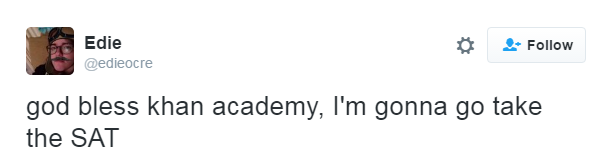 Edie
Follow
@edieocre
god bless khan academy, I'm gonna go take
the SAT